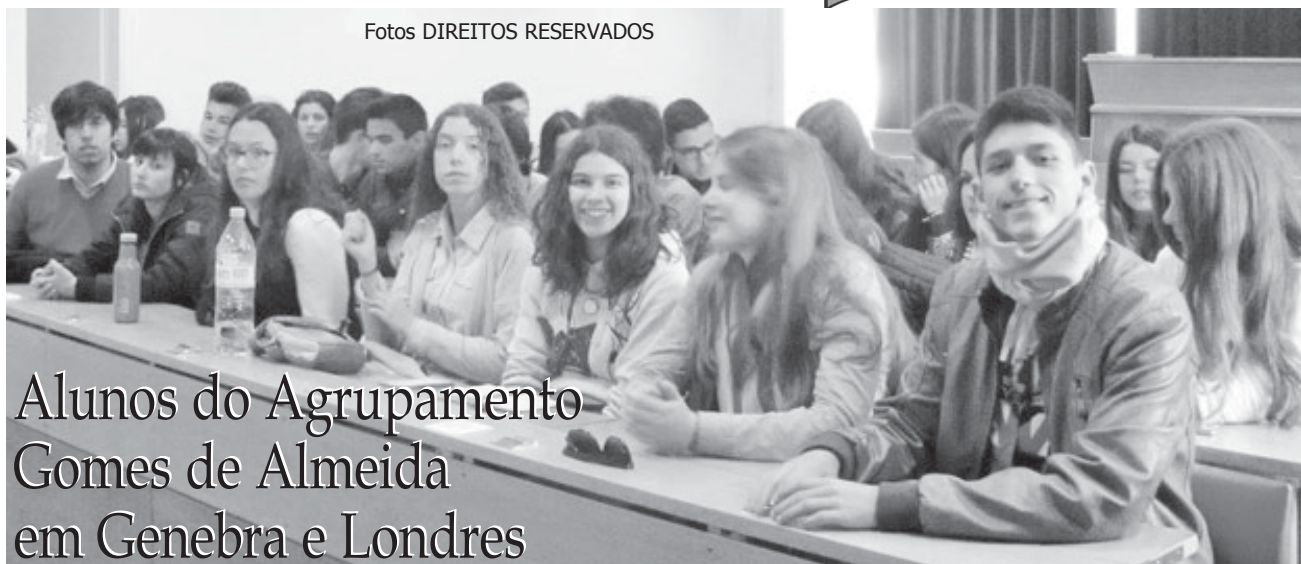 Fotos DIREITOS RESERVADOS
Alunos do Agrupamento
Gomes de Almeida
em Genebra e Londres